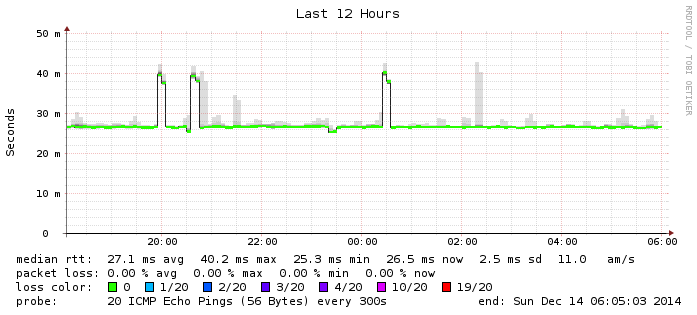 Last 12 Hours
RRDTOOL / TOBI OETIKER
Seconds
50 m
40 m
30 m
20 m
10 m
0
20:00 22:00 00:00 02:00 04:00 06:00
median rtt: 27.1 ms avg 40.2 ms max 25.3 ms min 26.5 ms now 2.5 ms sd 11.0 am/s
packet loss: 0.00 % avg 0.00 % max 0.00 % min 0.00 % now
loss color: 0 1/20 2/20 3/20 4/20 10/20 19/20
probe: 20 ICMP Echo Pings (56 Bytes) every 300s end: Sun Dec 14 06:05:03 2014